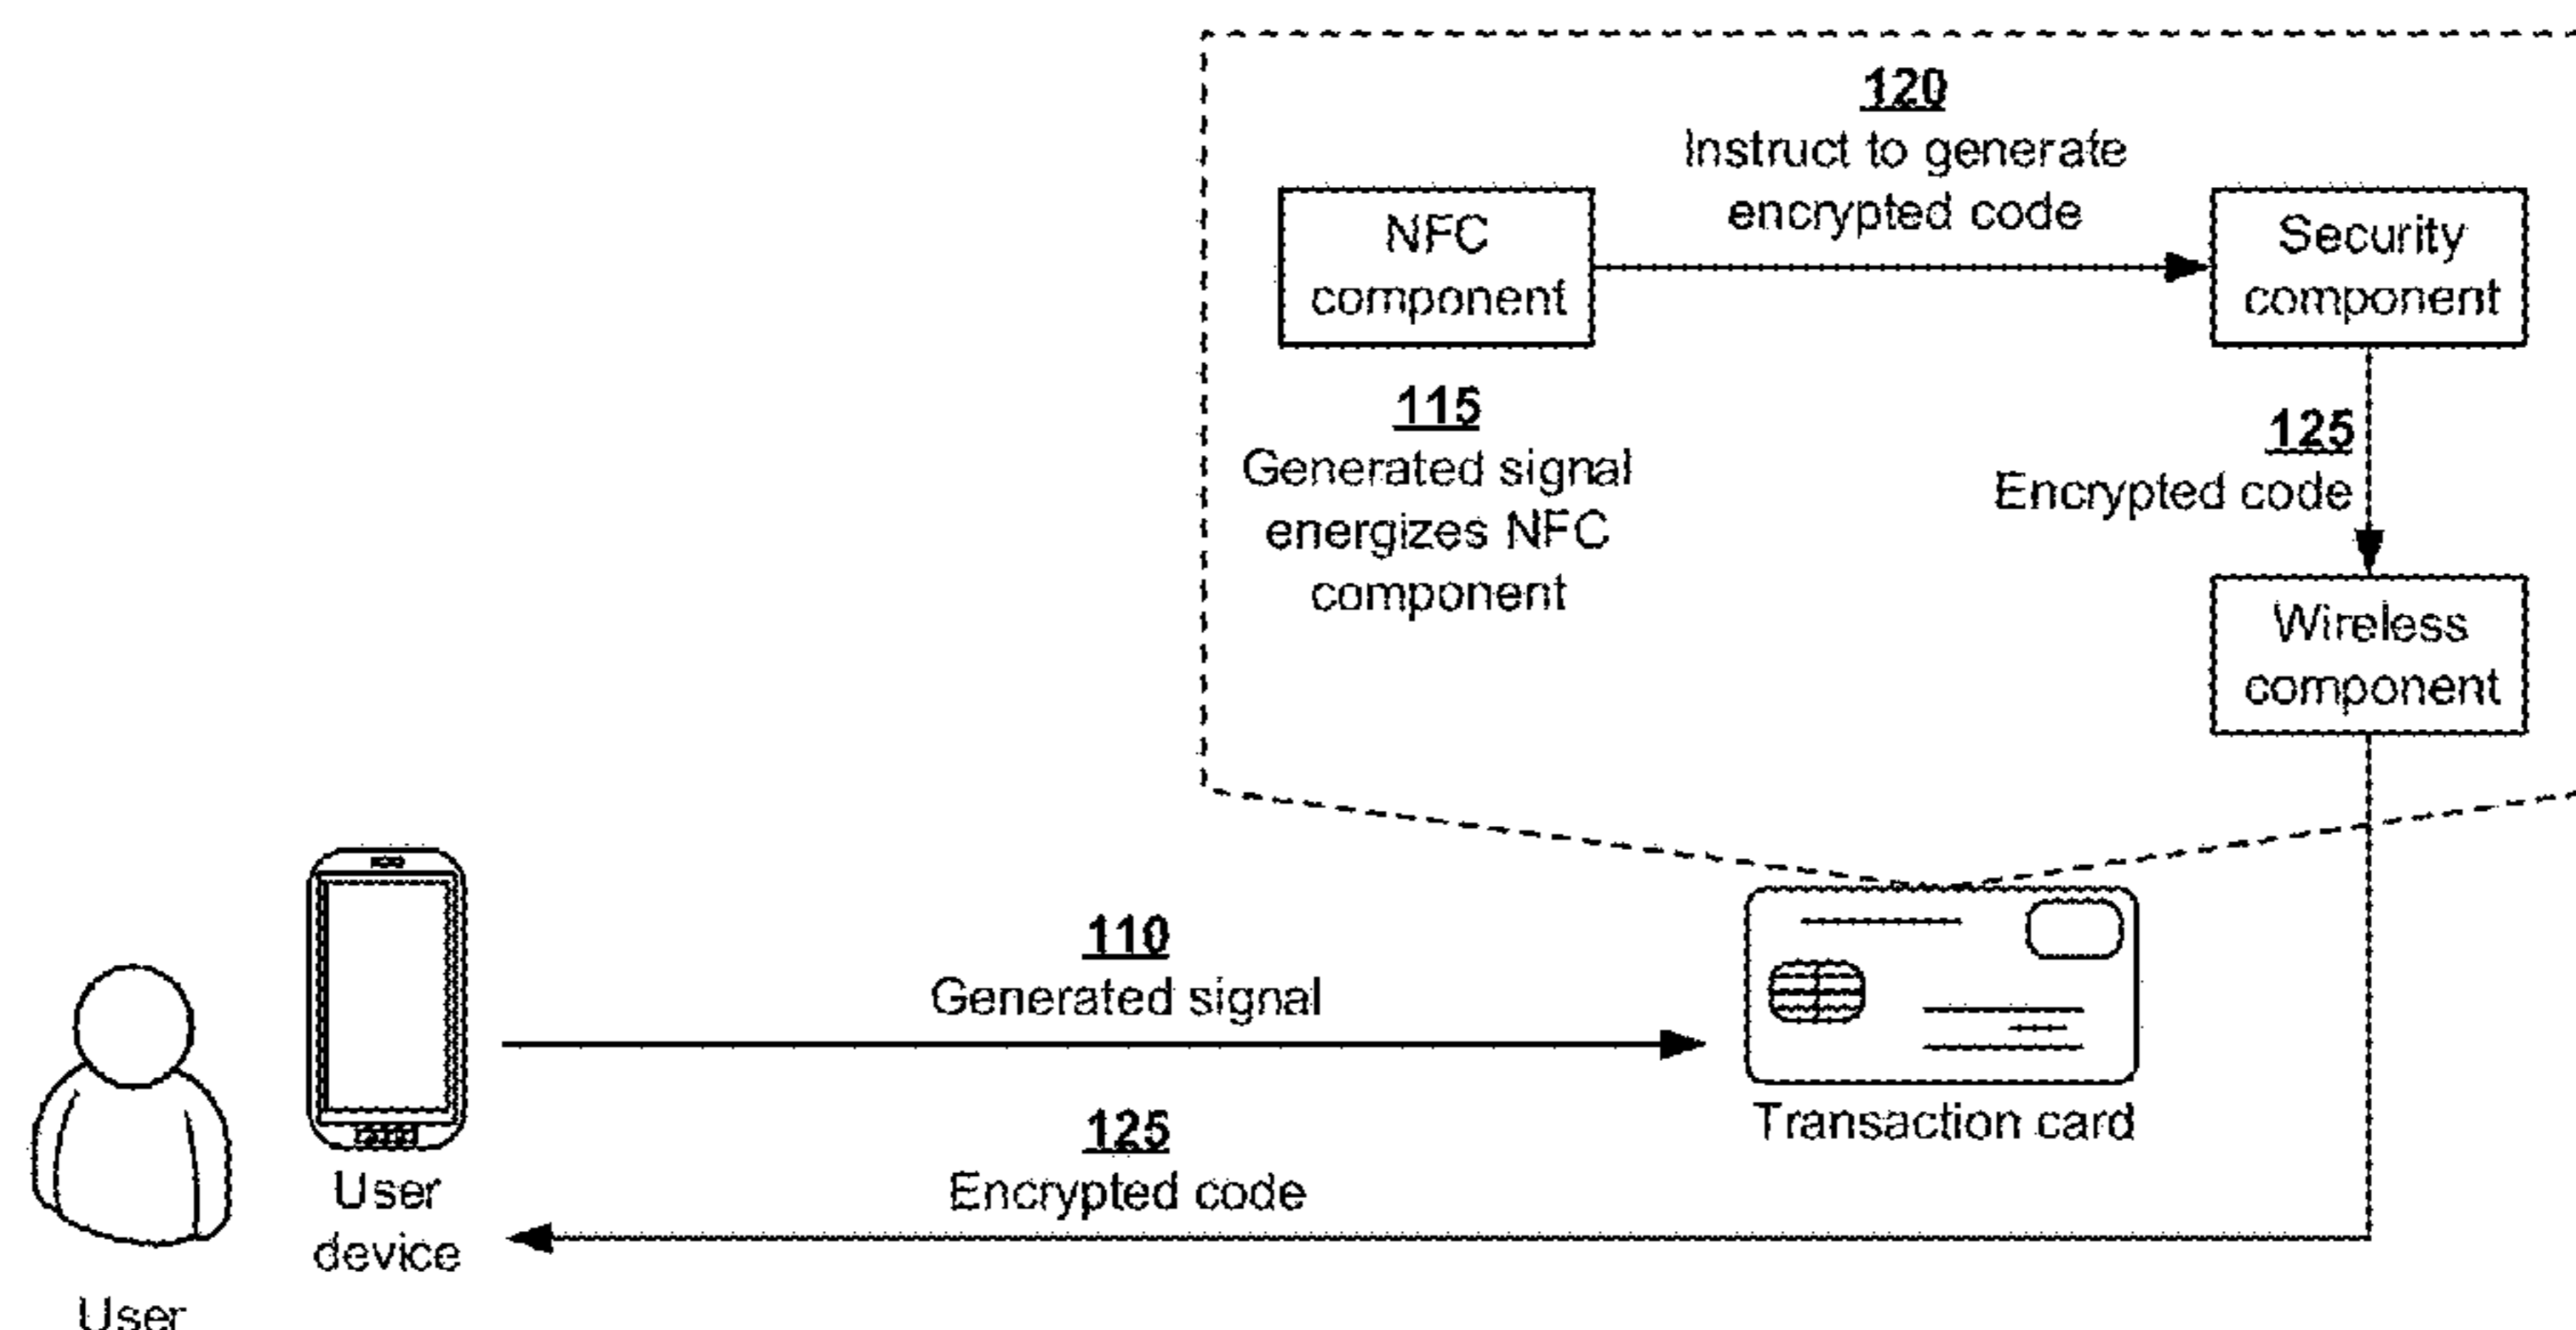 120
Instruct to generate
encrypted code
NFC
component
Security
component
115
Generated signal
energizes NFC
component
125
Encrypted code
Wireless
component
110
Generated signal
Transaction card
125
Encrypted code
User
device
User